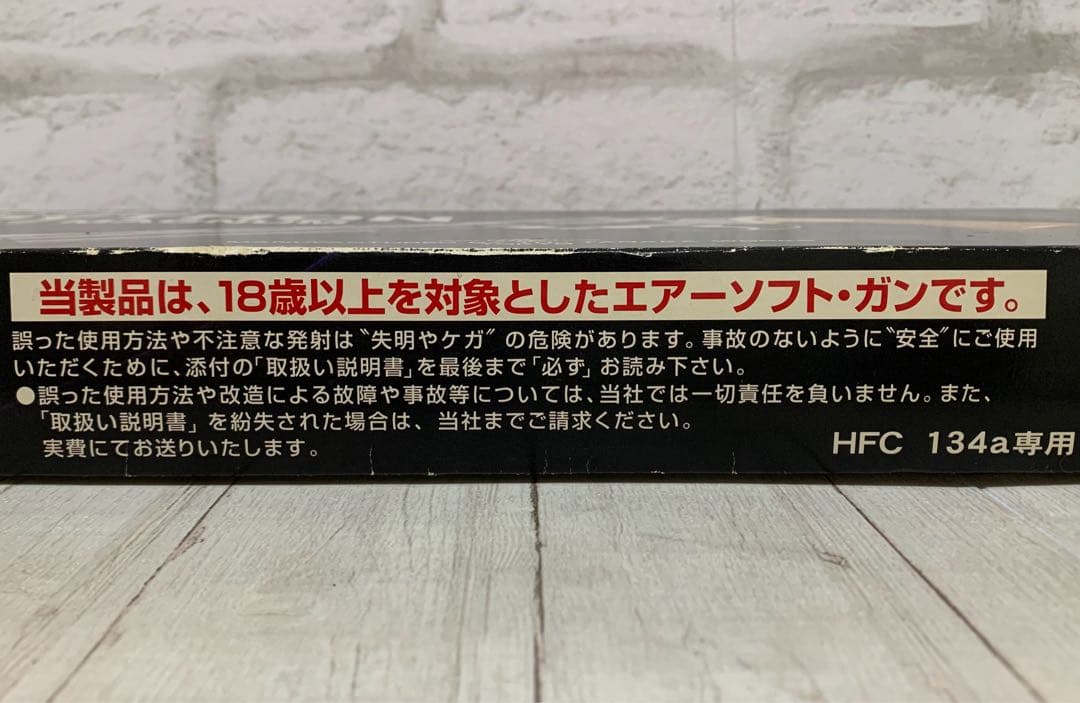 当製品は、18歳以上を対象としたエアーソフト・ガンです。
誤った使用方法や不注意な発射は〝失明やケガ〞の危険があります。事故のないように〝安全〞にご使用
いただくために、添付の「取扱い説明書」を最後まで「必ず」お読み下さい。
●誤った使用方法や改造による故障や、事故等については、当社では一切責任を負いません。また、
「取扱い説明書」を紛失された場合は、当社までご請求ください。
実費にてお送りいたします。
HFC 134a専用